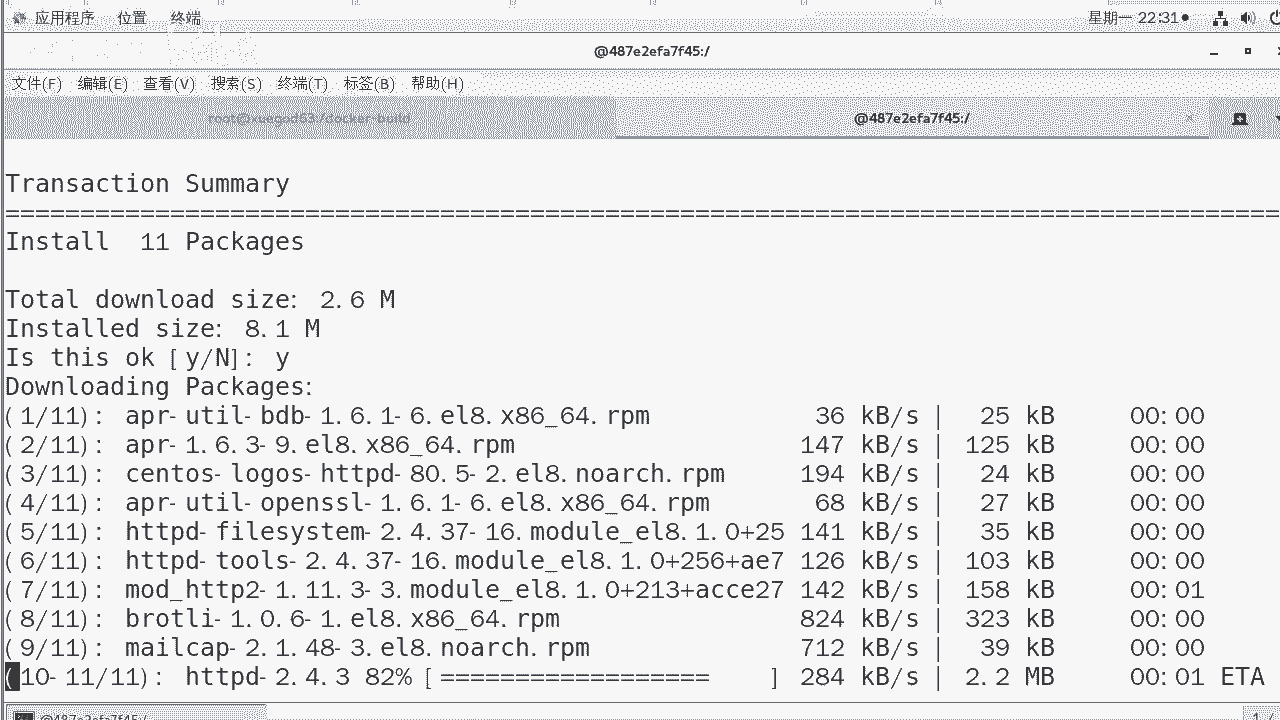 应用程序 位置 终端 星期一 22:31
@487e2efa7f45:/
文件(F) 编辑(E) 查看(V) 搜索(S) 终端(T) 标签(B) 帮助(H)
root@xuegod63:/docker-build @487e2efa7f45:/
Transaction Summary
=====================================================================================
Install  11 Packages
Total download size: 2.6 M
Installed size: 8.1 M
Is this ok [y/N]: y
Downloading Packages:
(1/11): apr-util-bdb-1.6.1-6.el8.x86_64.rpm 36 kB/s | 25 kB 00:00
(2/11): apr-1.6.3-9.el8.x86_64.rpm 147 kB/s | 125 kB 00:00
(3/11): centos-logos-httpd-80.5-2.el8.noarch.rpm 194 kB/s | 24 kB 00:00
(4/11): apr-util-openssl-1.6.1-6.el8.x86_64.rpm 68 kB/s | 27 kB 00:00
(5/11): httpd-filesystem-2.4.37-16.module_el8.1.0+25 141 kB/s | 35 kB 00:00
(6/11): httpd-tools-2.4.37-16.module_el8.1.0+256+ae7 126 kB/s | 103 kB 00:00
(7/11): mod_http2-1.11.3-3.module_el8.1.0+213+acce27 142 kB/s | 158 kB 00:01
(8/11): brotli-1.0.6-1.el8.x86_64.rpm 824 kB/s | 323 kB 00:00
(9/11): mailcap-2.1.48-3.el8.noarch.rpm 712 kB/s | 39 kB 00:00
(10-11/11): httpd-2.4.3 82% [==================    ] 284 kB/s | 2.2 MB 00:01 ETA
@487e2efa7f45:/